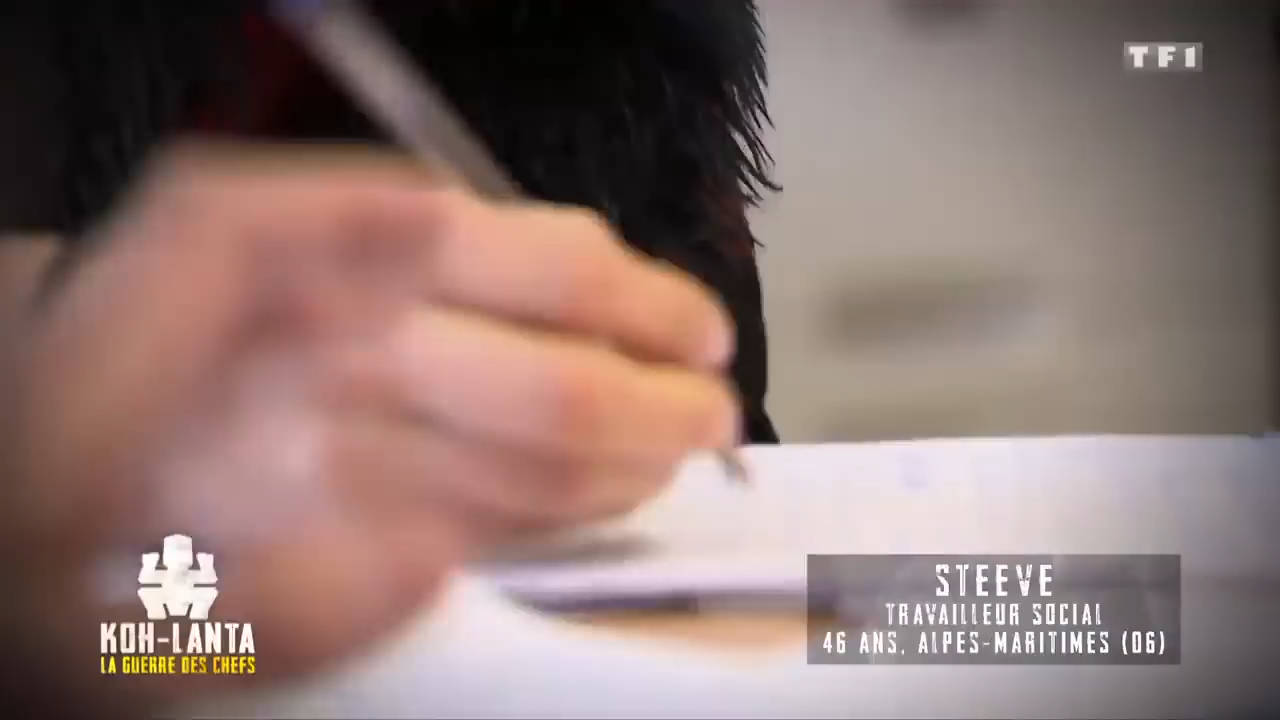 TF1
STEEVE
TRAVAILLEUR SOCIAL
46 ANS, ALPES-MARITIMES (06)
KOH-LANTA
LA GUERRE DES CHEFS